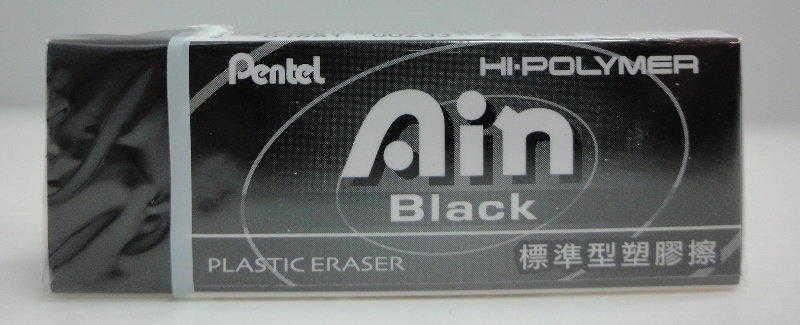 Pentel
HI-POLYMER
Ain
Black
PLASTIC ERASER
標準型塑膠擦